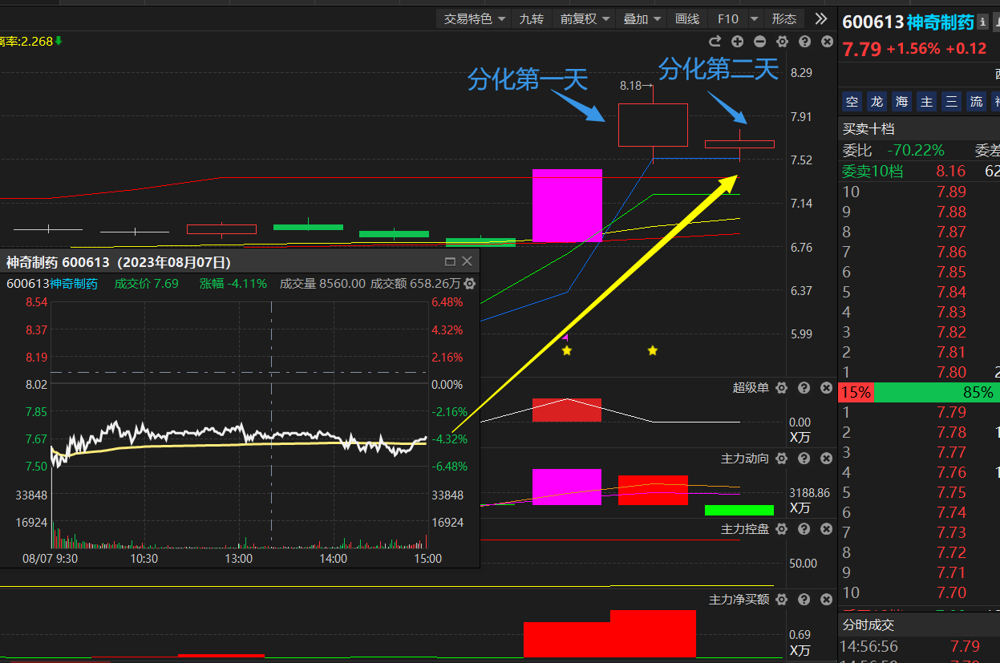 交易特色 九转 前复权 叠加 画线 F10 形态
离率:2.268
600613 神奇制药
7.79 +1.56% +0.12
分化第一天
分化第二天
8.18→
8.29
7.91
7.52
7.14
6.76
6.37
5.99
空 龙 海 主 三 流
买卖十档
委比 -70.22% 委差
委卖10档 8.16 62
10 7.89
9 7.88
8 7.87
7 7.86
6 7.85
5 7.84
4 7.83
3 7.82
2 7.81
1 7.80
15% 85%
1 7.79
2 7.78
3 7.77
4 7.76
5 7.75
6 7.74
7 7.73
8 7.72
9 7.71
10 7.70
分时成交
14:56:56 7.79
神奇制药 600613（2023年08月07日）
600613神奇制药 成交价 7.69 涨幅 -4.11% 成交量 8560.00 成交额 658.26万
8.54 6.48%
8.37 4.32%
8.19 2.16%
8.02 0.00%
7.85 -2.16%
7.67 -4.32%
7.50 -6.48%
33848 33848
16924 16924
08/07 9:30 10:30 13:00 14:00 15:00
超级单
0.00
X万
主力动向
3188.86
X万
主力控盘
50.00
主力净买额
0.69
X万